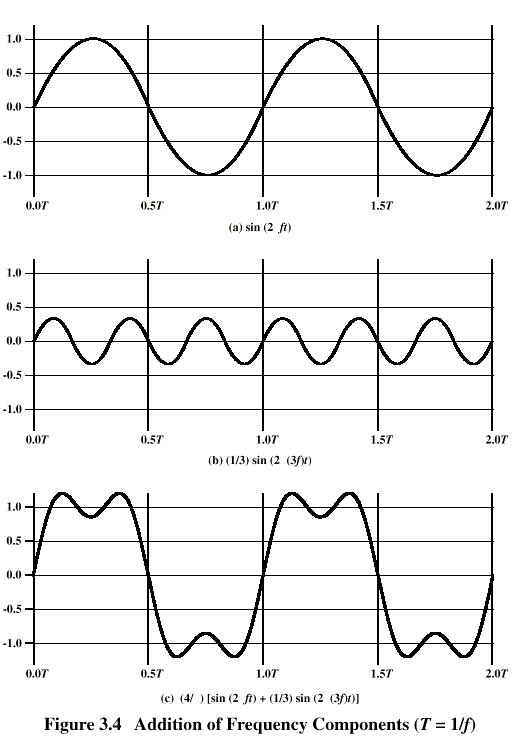 1.0
0.5
0.0
-0.5
-1.0
0.0T 0.5T 1.0T 1.5T 2.0T
(a) sin (2 ft)
1.0
0.5
0.0
-0.5
-1.0
0.0T 0.5T 1.0T 1.5T 2.0T
(b) (1/3) sin (2 (3f)t)
1.0
0.5
0.0
-0.5
-1.0
0.0T 0.5T 1.0T 1.5T 2.0T
(c) (4/ ) [sin (2 ft) + (1/3) sin (2 (3f)t)]
Figure 3.4 Addition of Frequency Components (T = 1/f)